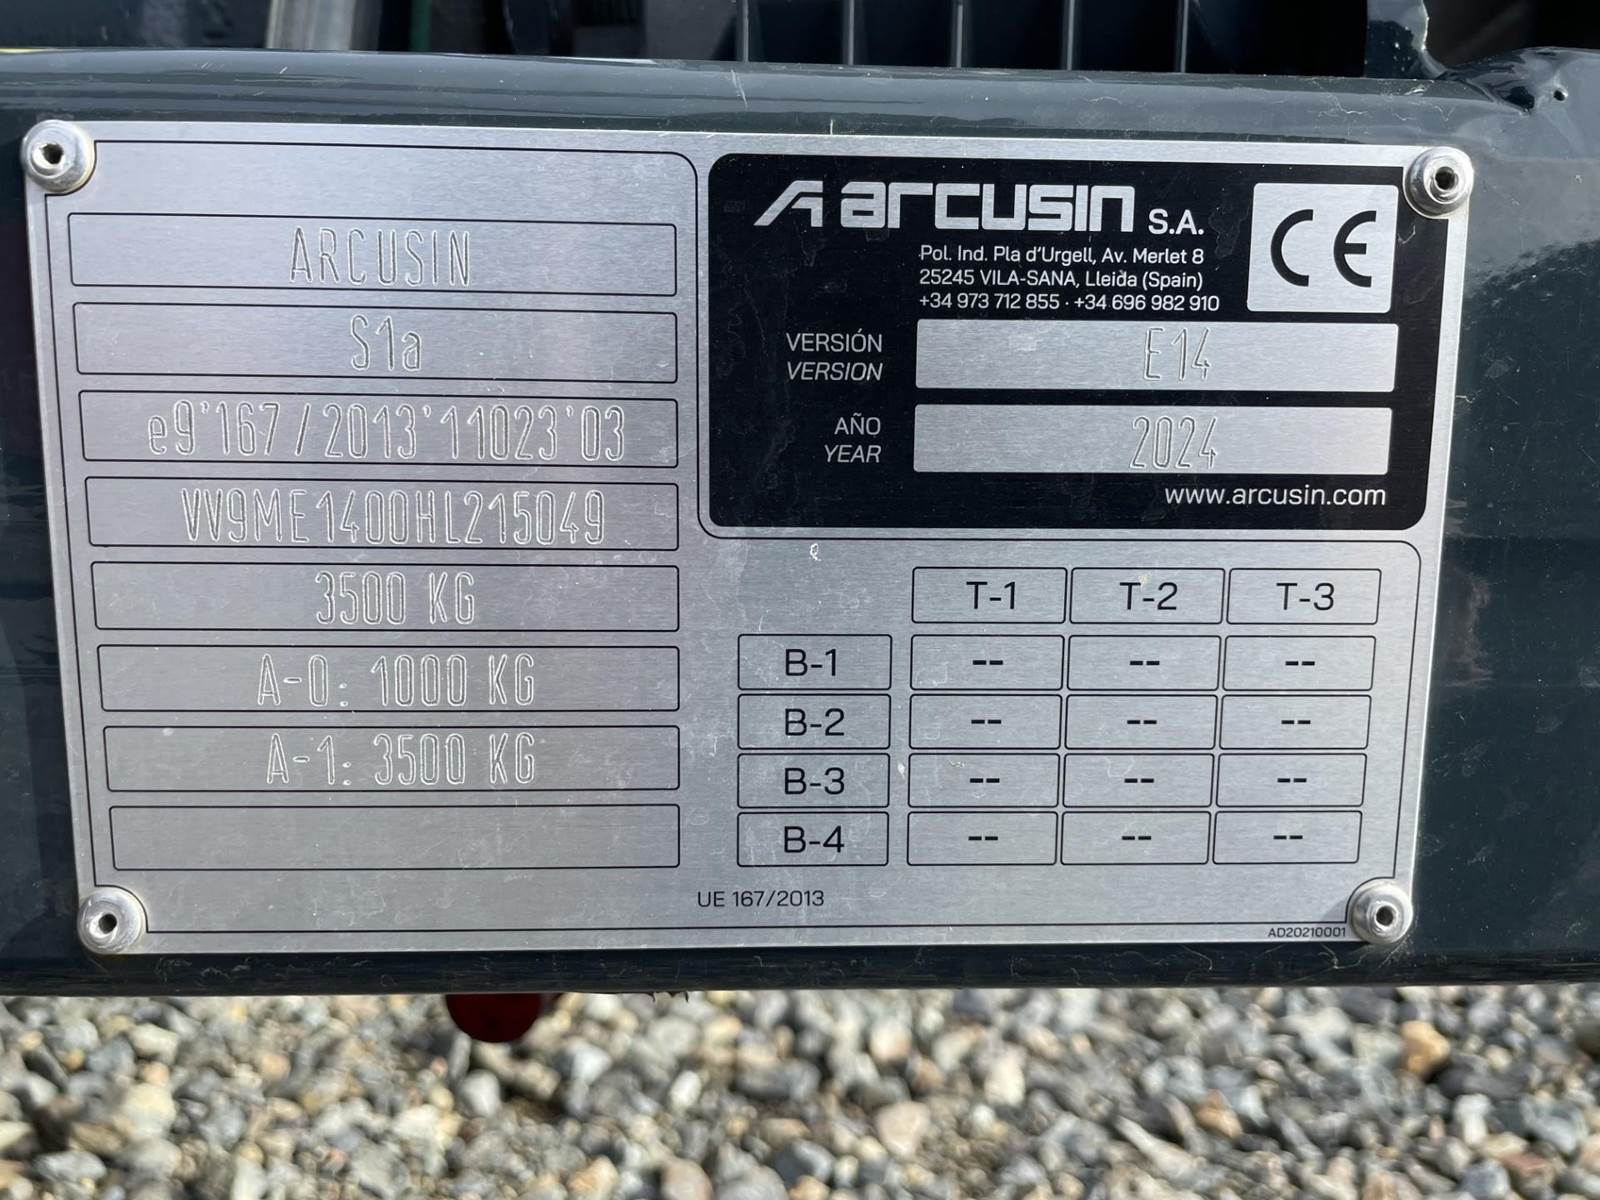 ARCUSIN
S1a
e9'167/2013'11023'03
VV9ME1400HL215049
3500 KG
A-0: 1000 KG
A-1: 3500 KG
arcusin S.A.
CE
Pol. Ind. Pla d'Urgell, Av. Merlet 8
25245 VILA-SANA, Lleida (Spain)
+34 973 712 855 · +34 696 982 910
VERSIÓN
VERSION
E14
AÑO
YEAR
2024
www.arcusin.com
T-1 T-2 T-3
B-1 -- -- --
B-2 -- -- --
B-3 -- -- --
B-4 -- -- --
UE 167/2013
AD20210001